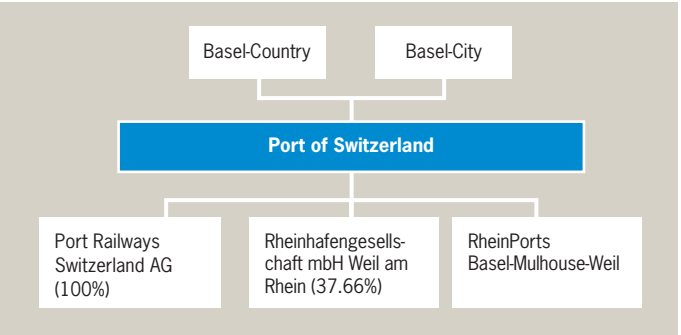 Basel-Country
Basel-City
Port of Switzerland
Port Railways
Switzerland AG
(100%)
Rheinhafengesells-
chaft mbH Weil am
Rhein (37.66%)
RheinPorts
Basel-Mulhouse-Weil